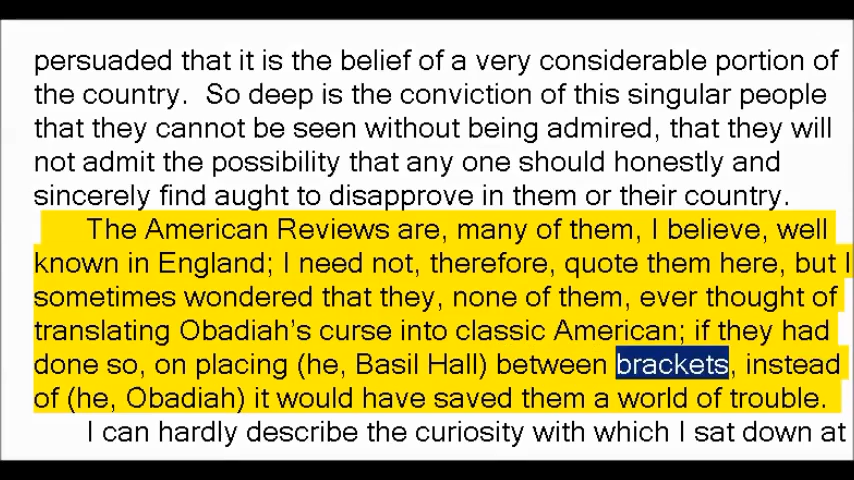 persuaded that it is the belief of a very considerable portion of
the country.  So deep is the conviction of this singular people
that they cannot be seen without being admired, that they will
not admit the possibility that any one should honestly and
sincerely find aught to disapprove in them or their country.
The American Reviews are, many of them, I believe, well
known in England; I need not, therefore, quote them here, but I
sometimes wondered that they, none of them, ever thought of
translating Obadiah’s curse into classic American; if they had
done so, on placing (he, Basil Hall) between brackets, instead
of (he, Obadiah) it would have saved them a world of trouble.
I can hardly describe the curiosity with which I sat down at